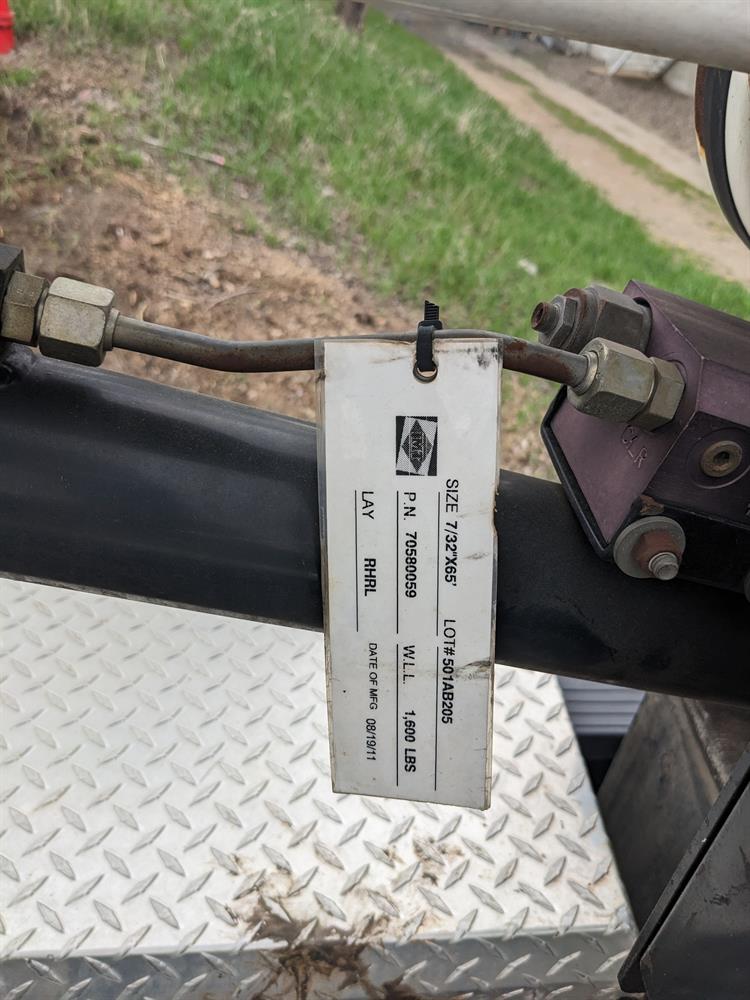 IMT
SIZE 7/32"X65' LOT# 501AB205
P.N. 70580059 W.L.L. 1,600 LBS
LAY RHRL DATE OF MFG 08/19/11
CLR